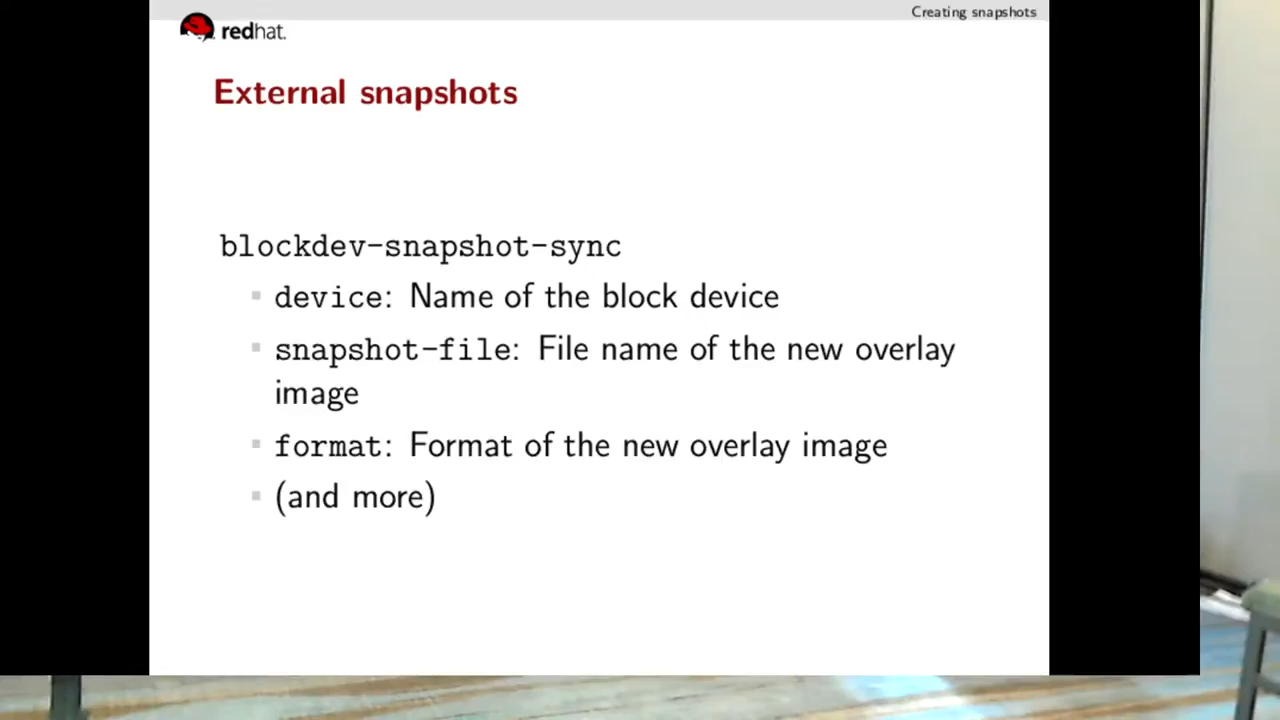 Creating snapshots
redhat.
External snapshots
blockdev-snapshot-sync
device: Name of the block device
snapshot-file: File name of the new overlay
image
format: Format of the new overlay image
(and more)